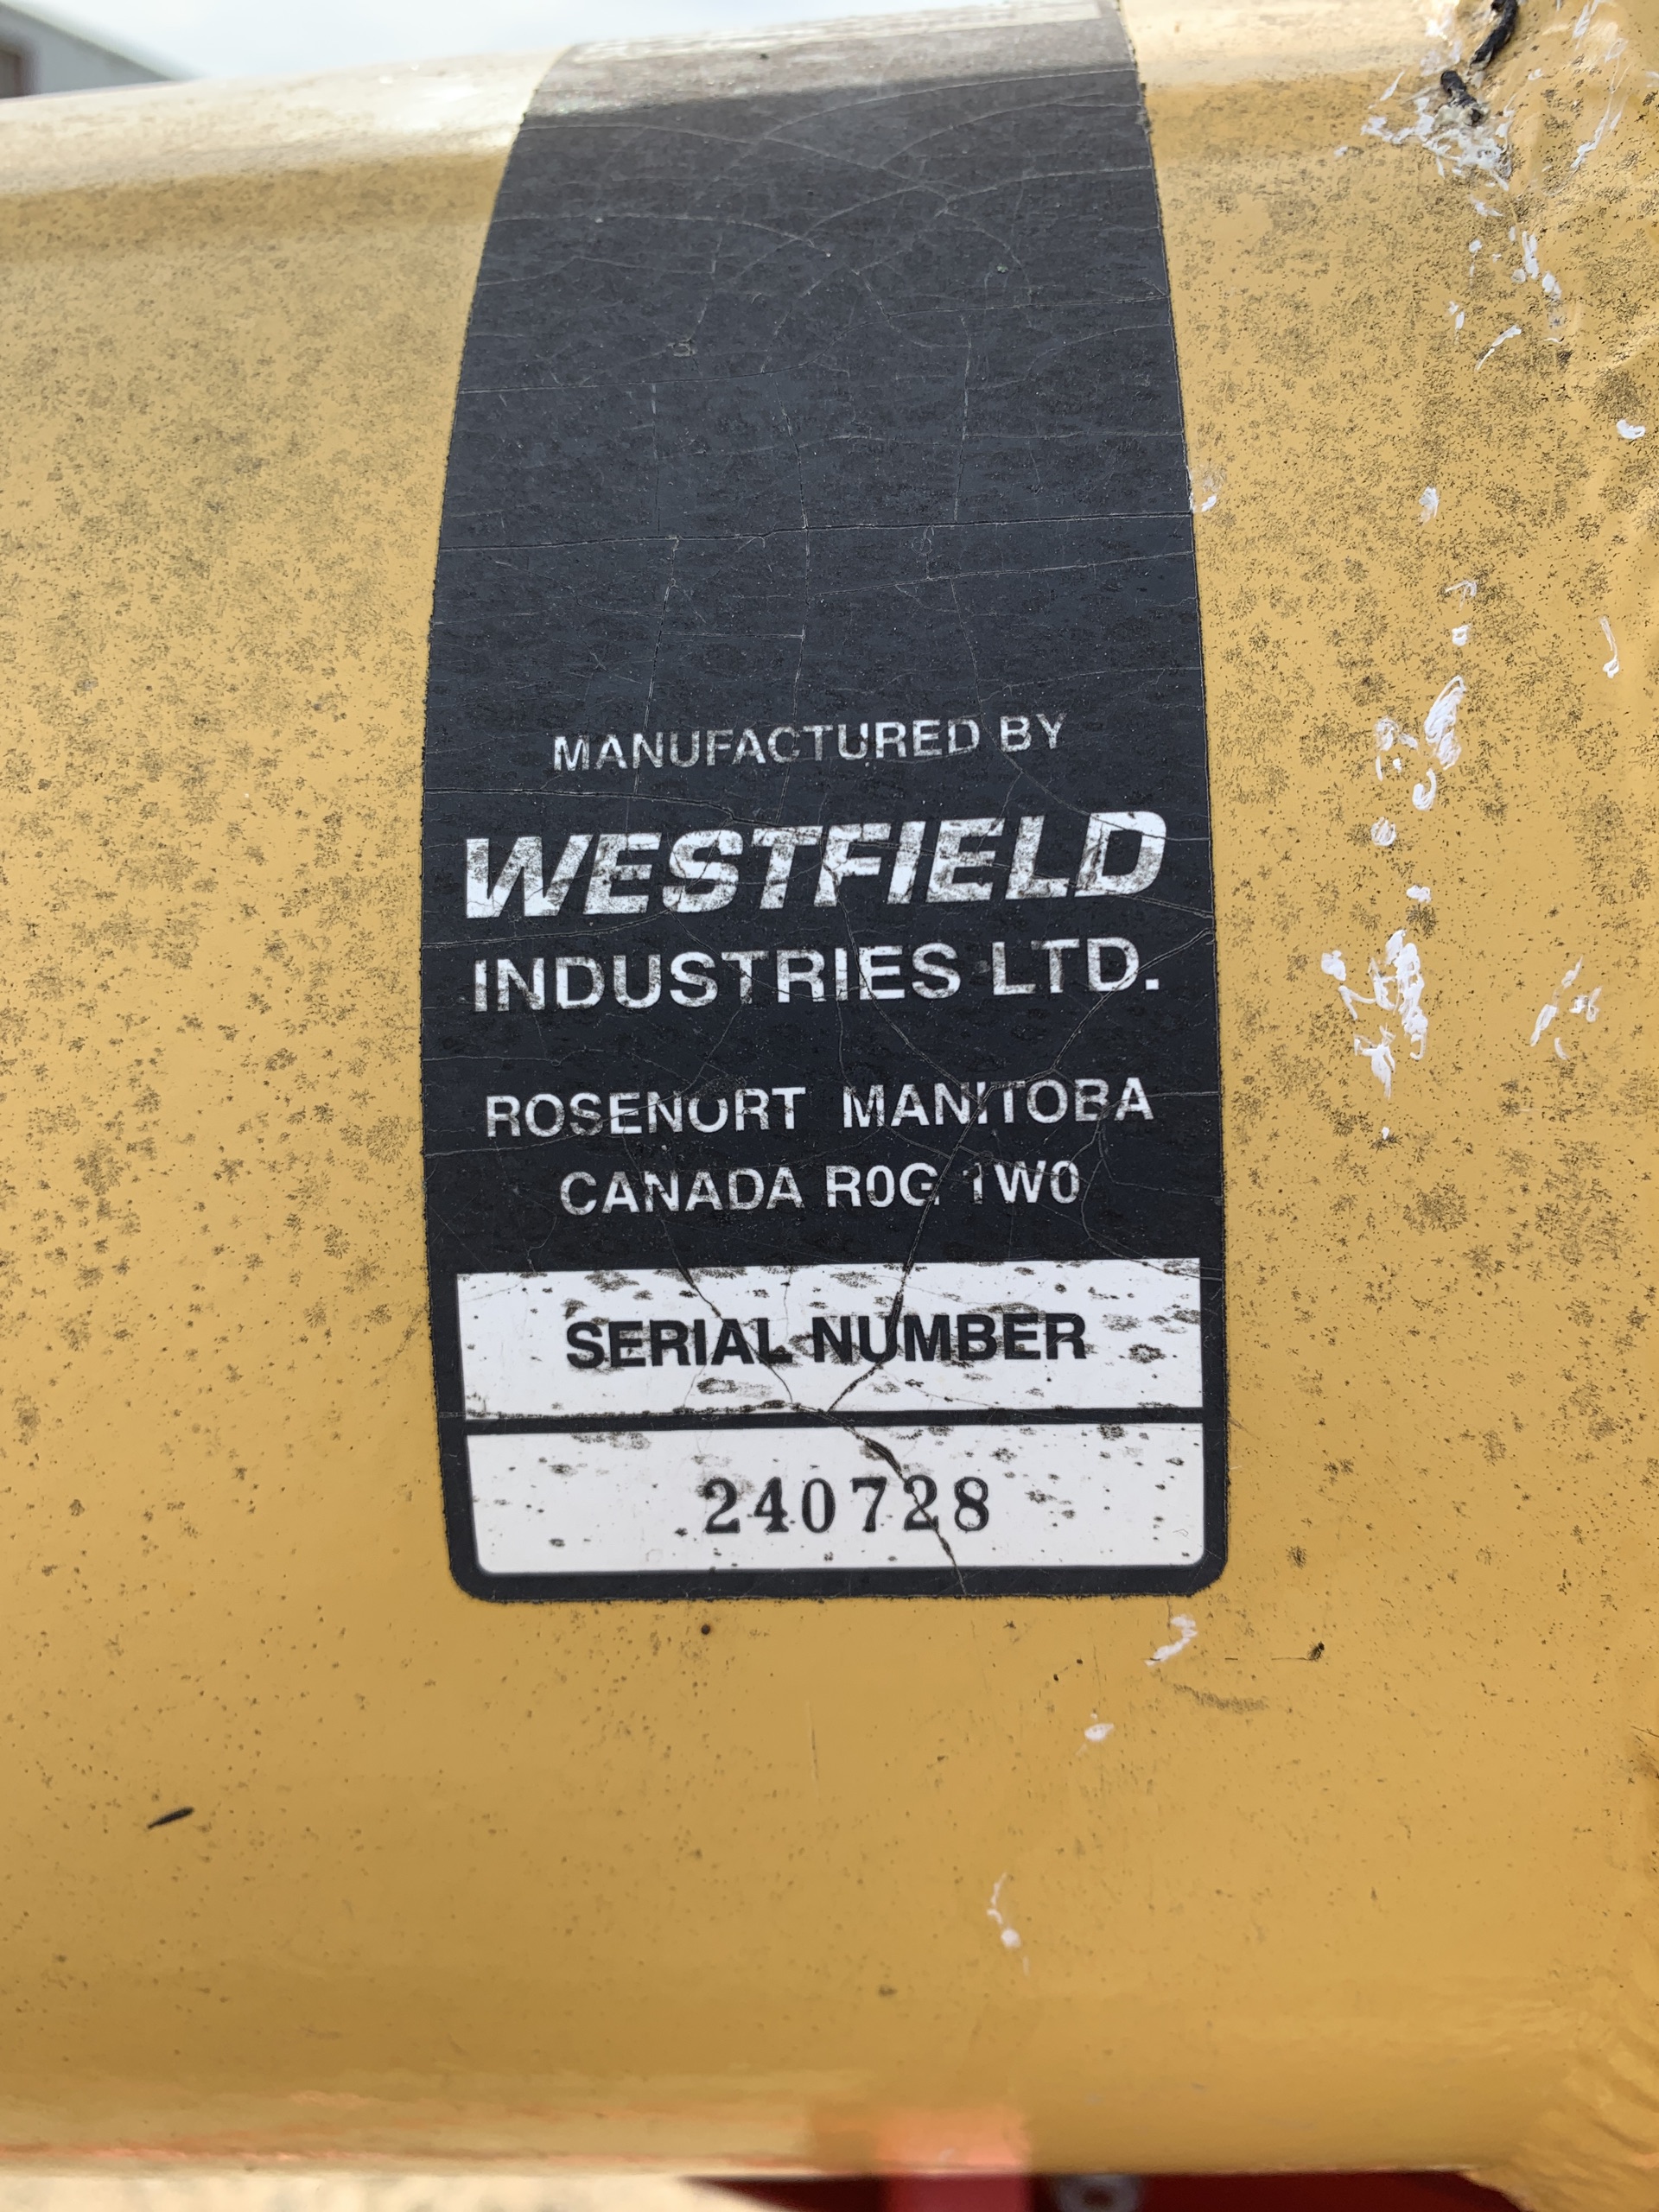 MANUFACTURED BY
WESTFIELD
INDUSTRIES LTD.
ROSENORT MANITOBA
CANADA R0G 1W0
SERIAL NUMBER
240728